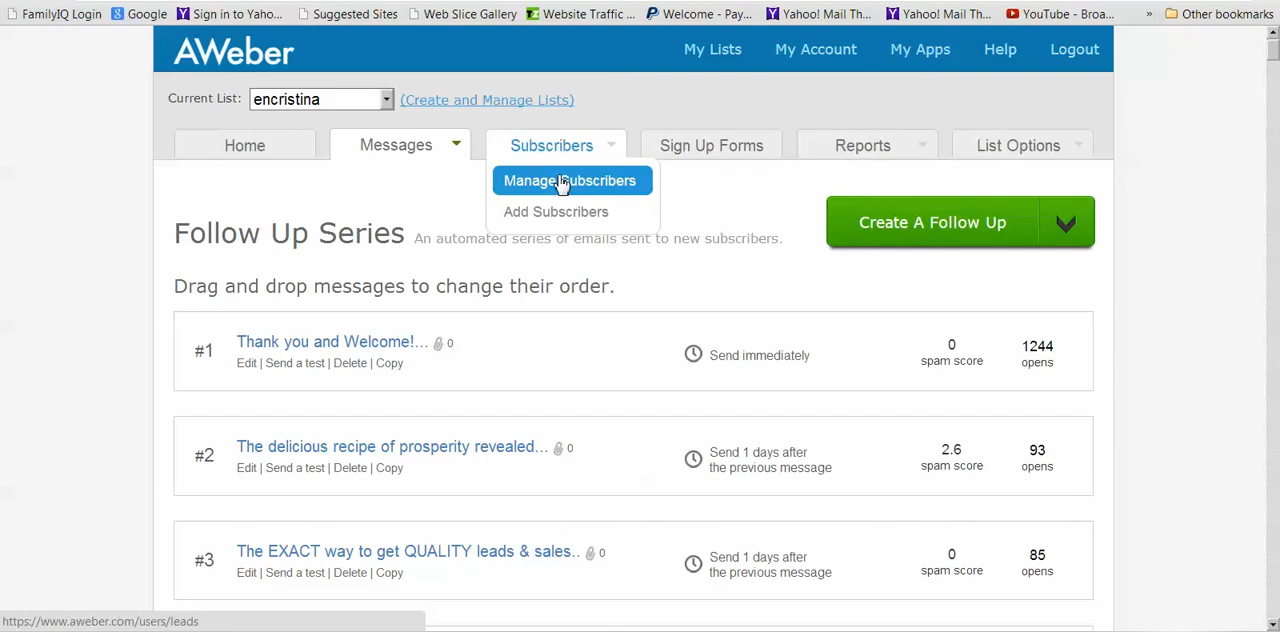 FamilyIQ Login Google Sign in to Yaho... Suggested Sites Web Slice Gallery Website Traffic ... Welcome - Pay... Yahoo! Mail Th... Yahoo! Mail Th... YouTube - Broa... » Other bookmarks
AWeber My Lists My Account My Apps Help Logout
Current List: encristina (Create and Manage Lists)
Home Messages Subscribers Sign Up Forms Reports List Options
Manage Subscribers
Add Subscribers
Create A Follow Up
Follow Up Series An automated series of emails sent to new subscribers.
Drag and drop messages to change their order.
#1 Thank you and Welcome!... 0
Edit | Send a test | Delete | Copy
Send immediately
0 spam score
1244 opens
#2 The delicious recipe of prosperity revealed... 0
Edit | Send a test | Delete | Copy
Send 1 days after
the previous message
2.6 spam score
93 opens
#3 The EXACT way to get QUALITY leads & sales.. 0
Edit | Send a test | Delete | Copy
Send 1 days after
the previous message
0 spam score
85 opens
https://www.aweber.com/users/leads